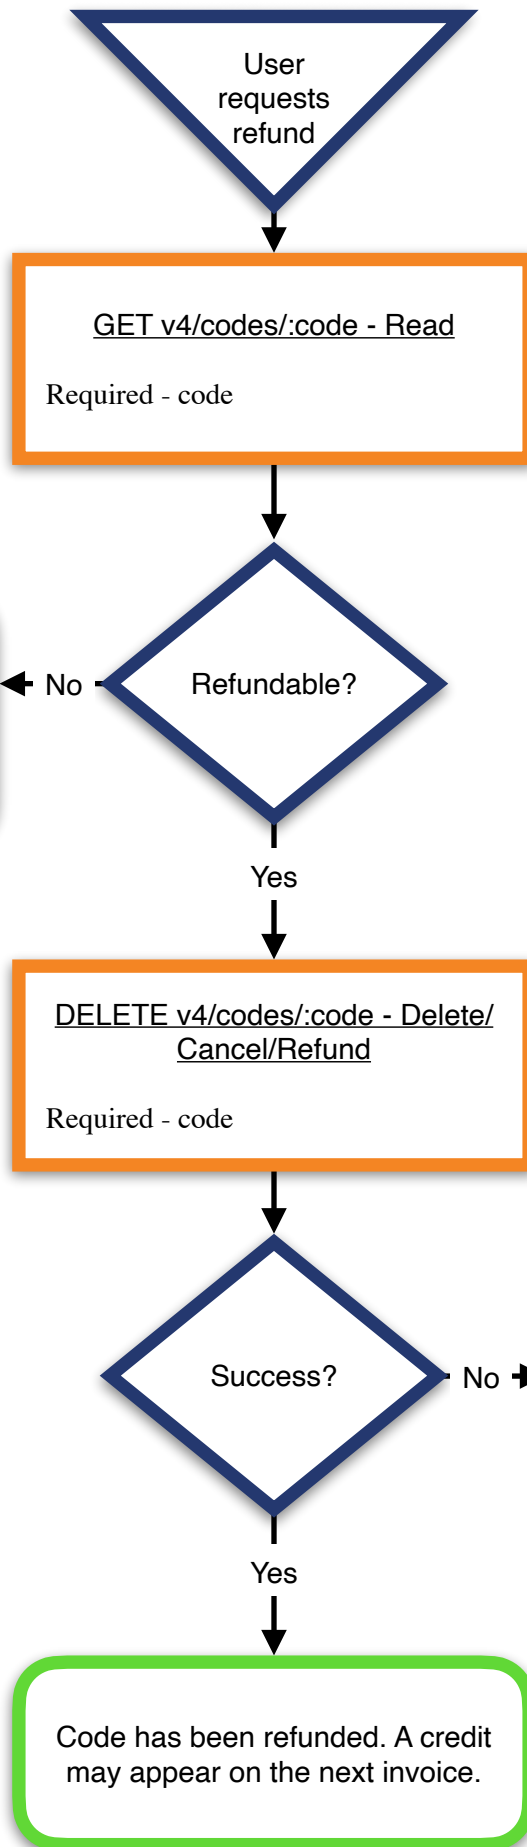 User
requests
refund
GET v4/codes/:code - Read
Required - code
Refundable?
No
Yes
DELETE v4/codes/:code - Delete/
Cancel/Refund
Required - code
Success?
No
Yes
Code has been refunded. A credit
may appear on the next invoice.